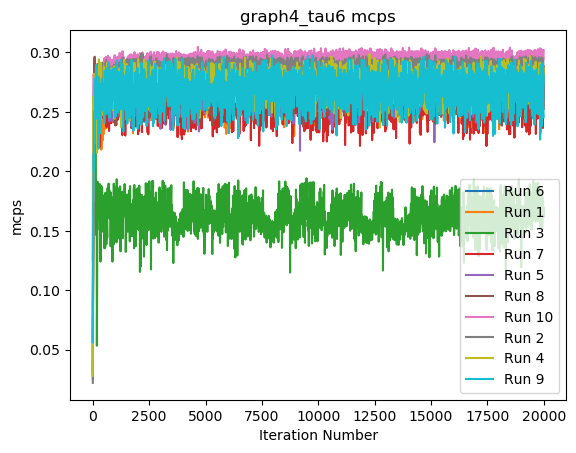 graph4_tau6 mcps
mcps
0.30
0.25
0.20
0.15
0.10
0.05
0
2500
5000
7500
10000
12500
15000
17500
20000
Iteration Number
Run 6
Run 1
Run 3
Run 7
Run 5
Run 8
Run 10
Run 2
Run 4
Run 9